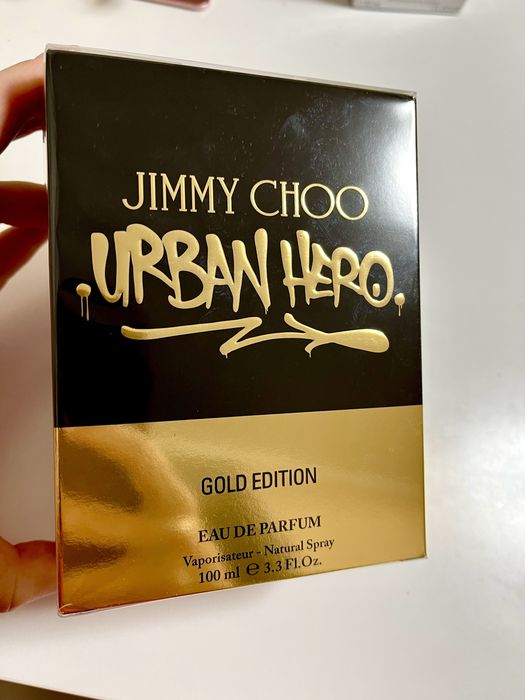 JIMMY CHOO
URBAN HERO
GOLD EDITION
EAU DE PARFUM
Vaporisateur - Natural Spray
100 ml ℮ 3.3 Fl.Oz.